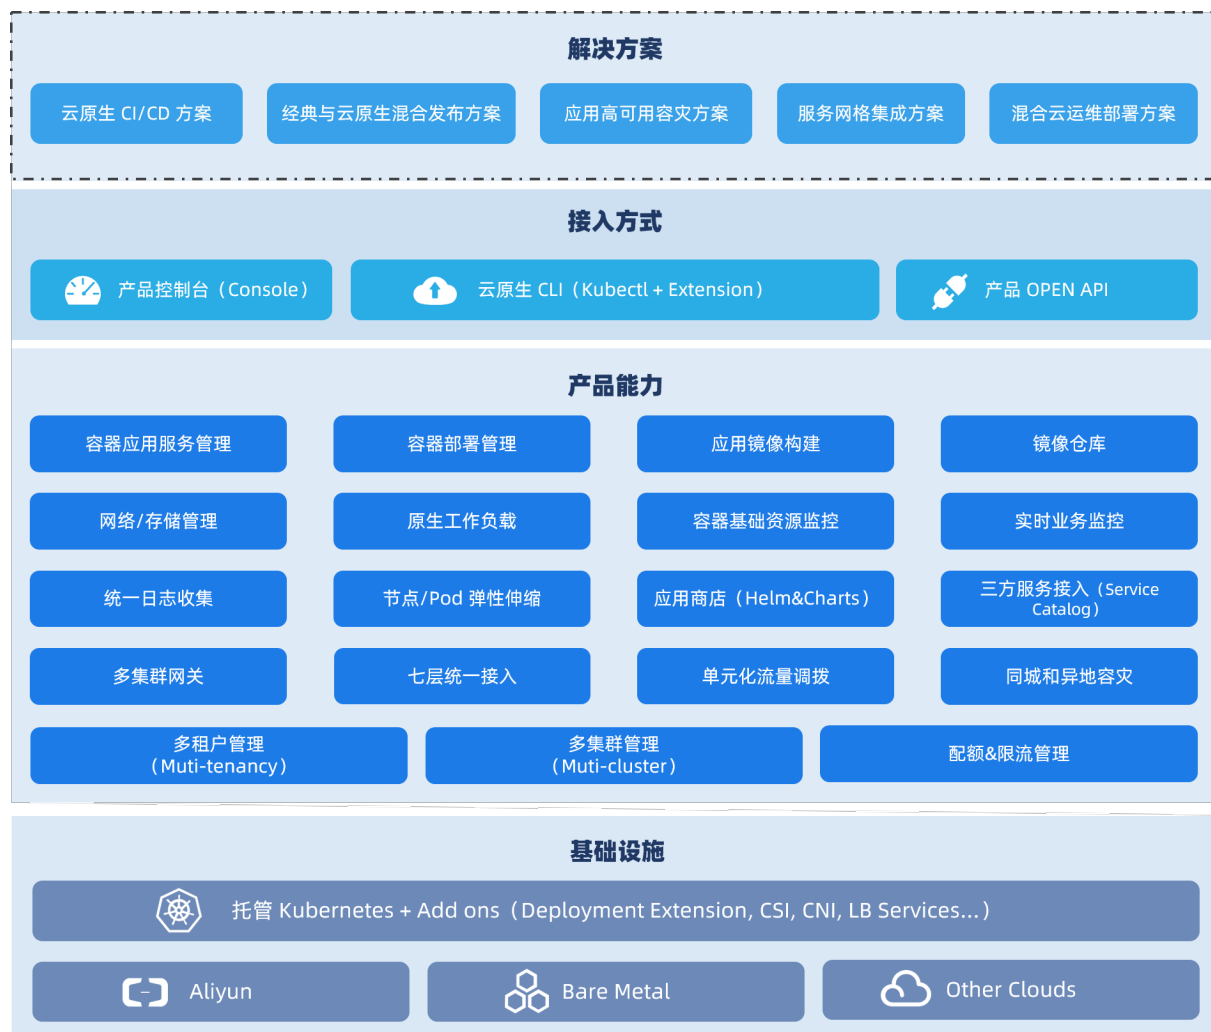 解决方案
云原生 CI/CD 方案
经典与云原生混合发布方案
应用高可用容灾方案
服务网格集成方案
混合云运维部署方案
接入方式
产品控制台（Console）
云原生 CLI（Kubectl + Extension）
产品 OPEN API
产品能力
容器应用服务管理
容器部署管理
应用镜像构建
镜像仓库
网络/存储管理
原生工作负载
容器基础资源监控
实时业务监控
统一日志收集
节点/Pod 弹性伸缩
应用商店（Helm&Charts）
三方服务接入（Service
Catalog）
多集群网关
七层统一接入
单元化流量调拨
同城和异地容灾
多租户管理
（Muti-tenancy）
多集群管理
（Muti-cluster）
配额&限流管理
基础设施
托管 Kubernetes + Add ons（Deployment Extension, CSI, CNI, LB Services...）
Aliyun
Bare Metal
Other Clouds